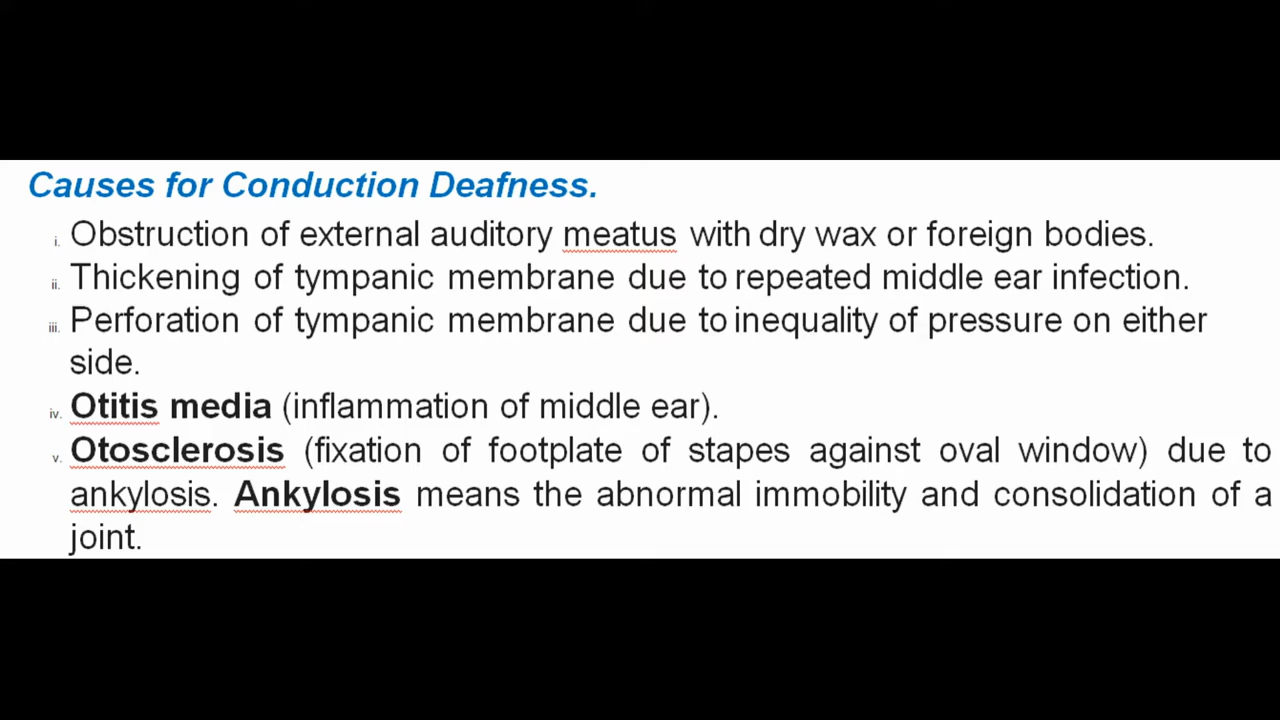 Causes for Conduction Deafness.
i. Obstruction of external auditory meatus with dry wax or foreign bodies.
ii. Thickening of tympanic membrane due to repeated middle ear infection.
iii. Perforation of tympanic membrane due to inequality of pressure on either
side.
iv. Otitis media (inflammation of middle ear).
v. Otosclerosis (fixation of footplate of stapes against oval window) due to
ankylosis. Ankylosis means the abnormal immobility and consolidation of a
joint.